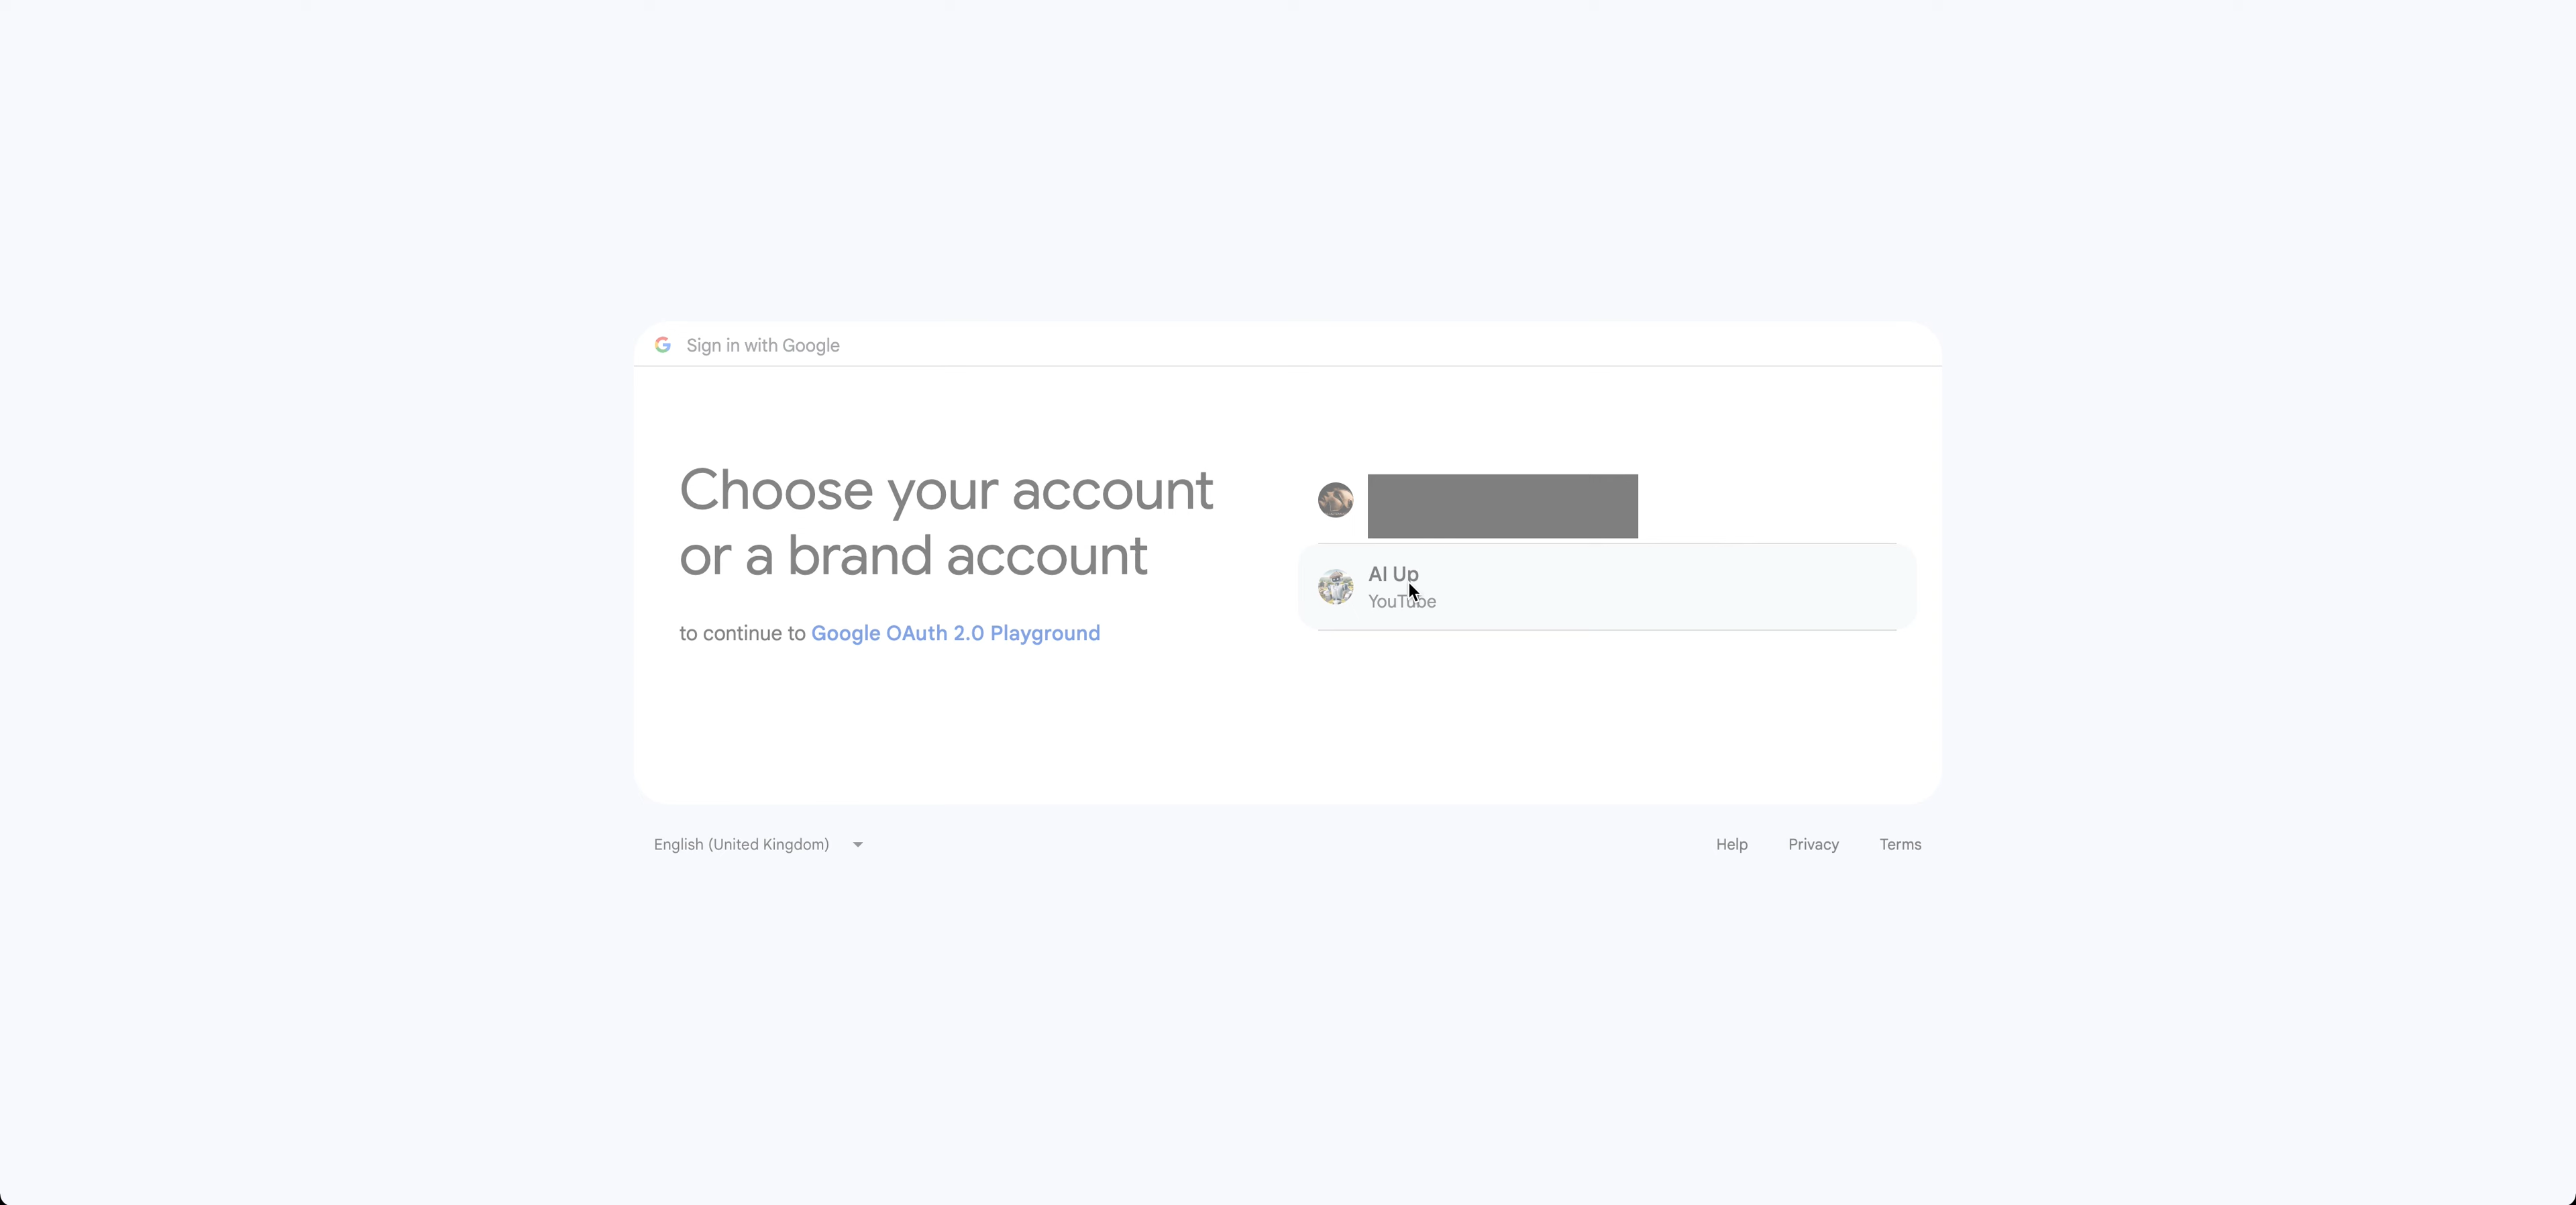 Sign in with Google
Choose your account
or a brand account
to continue to Google OAuth 2.0 Playground
AI Up
YouTube
English (United Kingdom)
Help Privacy Terms